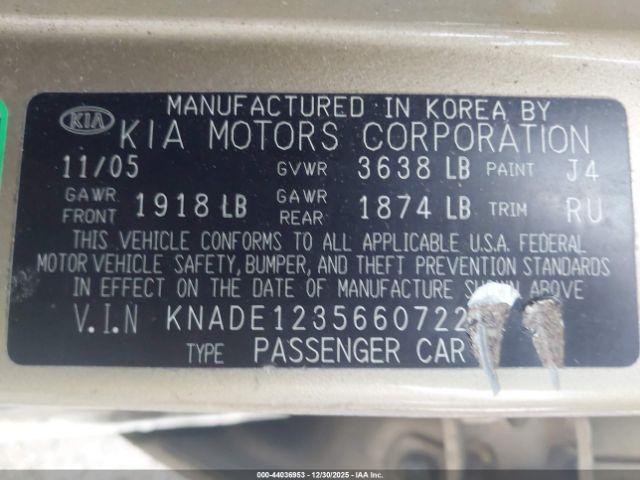 MANUFACTURED IN KOREA BY
KIA KIA MOTORS CORPORATION
11/05 GVWR 3638 LB PAINT J4
GAWR FRONT 1918 LB GAWR REAR 1874 LB TRIM RU
THIS VEHICLE CONFORMS TO ALL APPLICABLE U.S.A. FEDERAL
MOTOR VEHICLE SAFETY, BUMPER, AND THEFT PREVENTION STANDARDS
IN EFFECT ON THE DATE OF MANUFACTURE SHOWN ABOVE
V.I.N KNADE1235660722
TYPE PASSENGER CAR
000-44036953 - 12/30/2025 - IAA Inc.